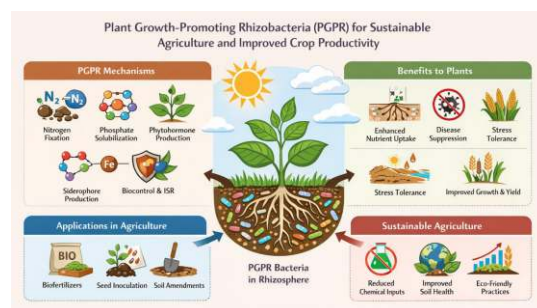 Plant Growth-Promoting Rhizobacteria (PGPR) for Sustainable
Agriculture and Improved Crop Productivity
PGPR Mechanisms
N₂
N₂
Nitrogen
Fixation
Phosphate
Solubilization
Phytohormone
Production
Fe
Siderophore
Production
Biocontrol & ISR
Benefits to Plants
Enhanced
Nutrient Uptake
Disease
Suppression
Stress
Tolerance
Stress Tolerance
Improved Growth & Yield
Applications in Agriculture
BIO
Biofertilizers
Seed Inoculation
Soil Amendments
PGPR Bacteria
in Rhizosphere
Sustainable Agriculture
Reduced
Chemical Inputs
Improved
Soil Health
Eco-Friendly
Practices